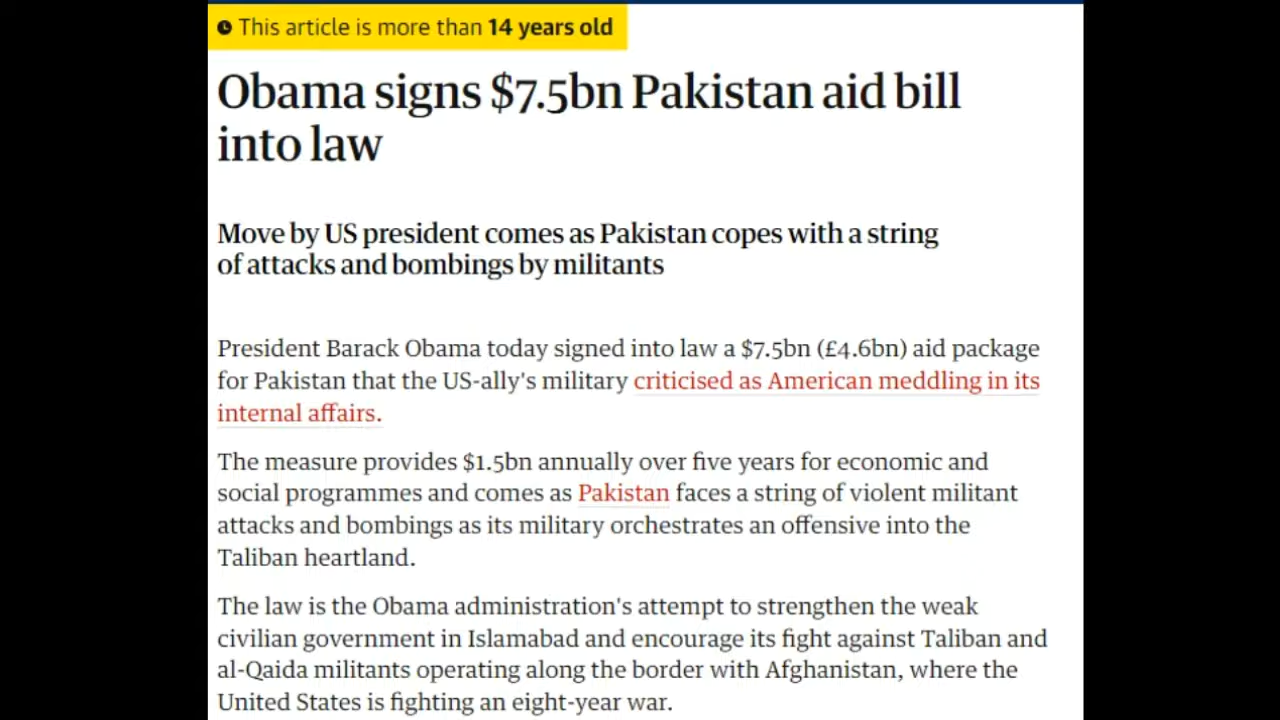 This article is more than 14 years old
Obama signs $7.5bn Pakistan aid bill
into law
Move by US president comes as Pakistan copes with a string
of attacks and bombings by militants
President Barack Obama today signed into law a $7.5bn (£4.6bn) aid package
for Pakistan that the US-ally's military criticised as American meddling in its
internal affairs.
The measure provides $1.5bn annually over five years for economic and
social programmes and comes as Pakistan faces a string of violent militant
attacks and bombings as its military orchestrates an offensive into the
Taliban heartland.
The law is the Obama administration's attempt to strengthen the weak
civilian government in Islamabad and encourage its fight against Taliban and
al-Qaida militants operating along the border with Afghanistan, where the
United States is fighting an eight-year war.